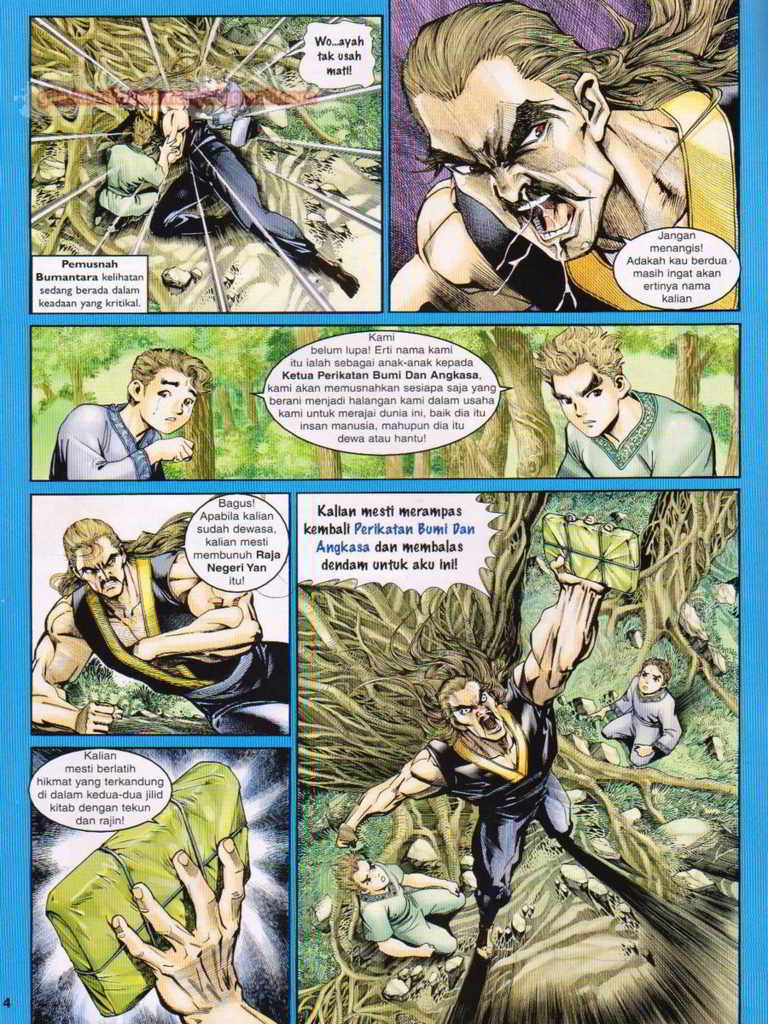 Wo...ayah
tak usah
mati!
Pemusnah
Bumantara kelihatan
sedang berada dalam
keadaan yang kritikal.
Jangan
menangis!
Adakah kau berdua
masih ingat akan
ertinya nama
kalian
Kami
belum lupa! Erti nama kami
itu ialah sebagai anak-anak kepada
Ketua Perikatan Bumi Dan Angkasa,
kami akan memusnahkan sesiapa saja yang
berani menjadi halangan kami dalam usaha
kami untuk merajai dunia ini, baik dia itu
insan manusia, mahupun dia itu
dewa atau hantu!
Bagus!
Apabila kalian
sudah dewasa,
kalian mesti
membunuh Raja
Negeri Yan
itu!
Kalian mesti merampas
kembali Perikatan Bumi Dan
Angkasa dan membalas
dendam untuk aku ini!
Kalian
mesti berlatih
hikmat yang terkandung
di dalam kedua-dua jilid
kitab dengan tekun
dan rajin!
4